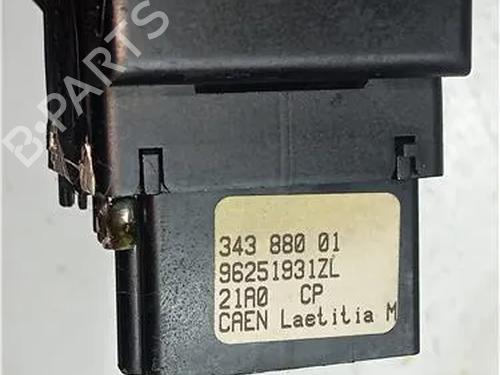 B-PARTS
343 880 01
96251931ZL
21A0 CP
CAEN Laetitia M